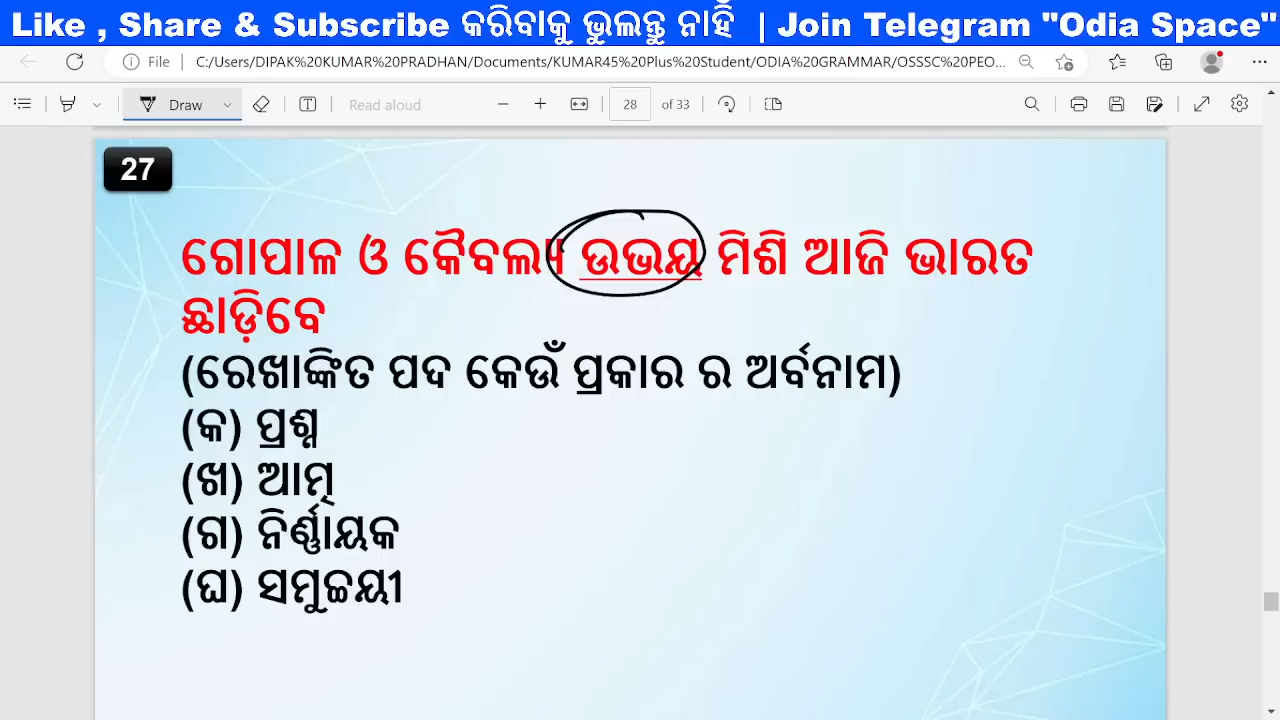 Like , Share & Subscribe କରିବାକୁ ଭୁଲନ୍ତୁ ନାହିଁ | Join Telegram "Odia Space"
File C:/Users/DIPAK%20KUMAR%20PRADHAN/Documents/KUMAR45%20Plus%20Student/ODIA%20GRAMMAR/OSSSC%20PEO...
Draw Read aloud 28 of 33
27
ଗୋପାଳ ଓ କୈବଲ୍ୟ ଉଭୟ ମିଶି ଆଜି ଭାରତ
ଛାଡ଼ିବେ
(ରେଖାଙ୍କିତ ପଦ କେଉଁ ପ୍ରକାର ର ଅର୍ବନାମ)
(କ) ପ୍ରଶ୍ନ
(ଖ) ଆତ୍ମ
(ଗ) ନିର୍ଣ୍ଣାୟକ
(ଘ) ସମୁଚ୍ଚୟୀ